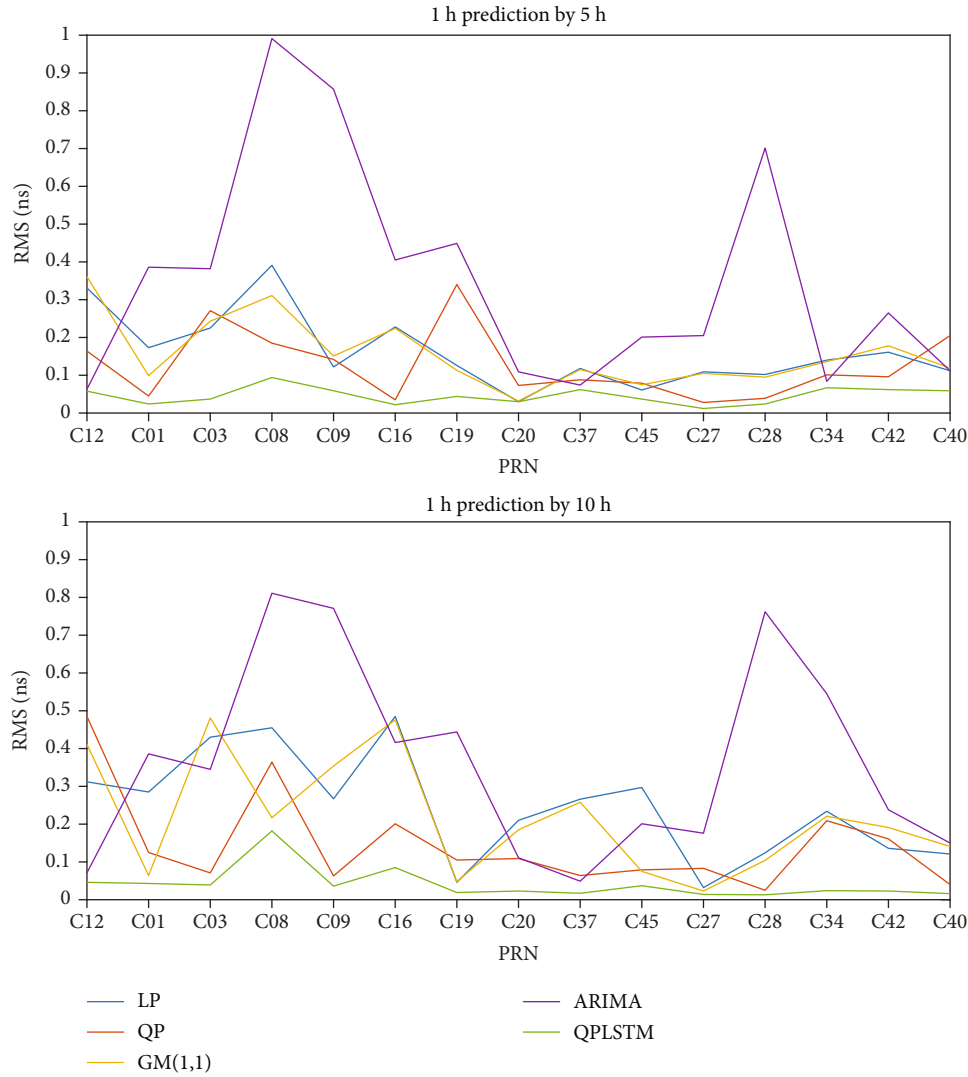 1 h prediction by 5 h
1
0.9
0.8
0.7
0.6
0.5
0.4
0.3
0.2
0.1
0
RMS (ns)
C12 C01 C03 C08 C09 C16 C19 C20 C37 C45 C27 C28 C34 C42 C40
PRN
1 h prediction by 10 h
1
0.9
0.8
0.7
0.6
0.5
0.4
0.3
0.2
0.1
0
RMS (ns)
C12 C01 C03 C08 C09 C16 C19 C20 C37 C45 C27 C28 C34 C42 C40
PRN
LP
QP
GM(1,1)
ARIMA
QPLSTM